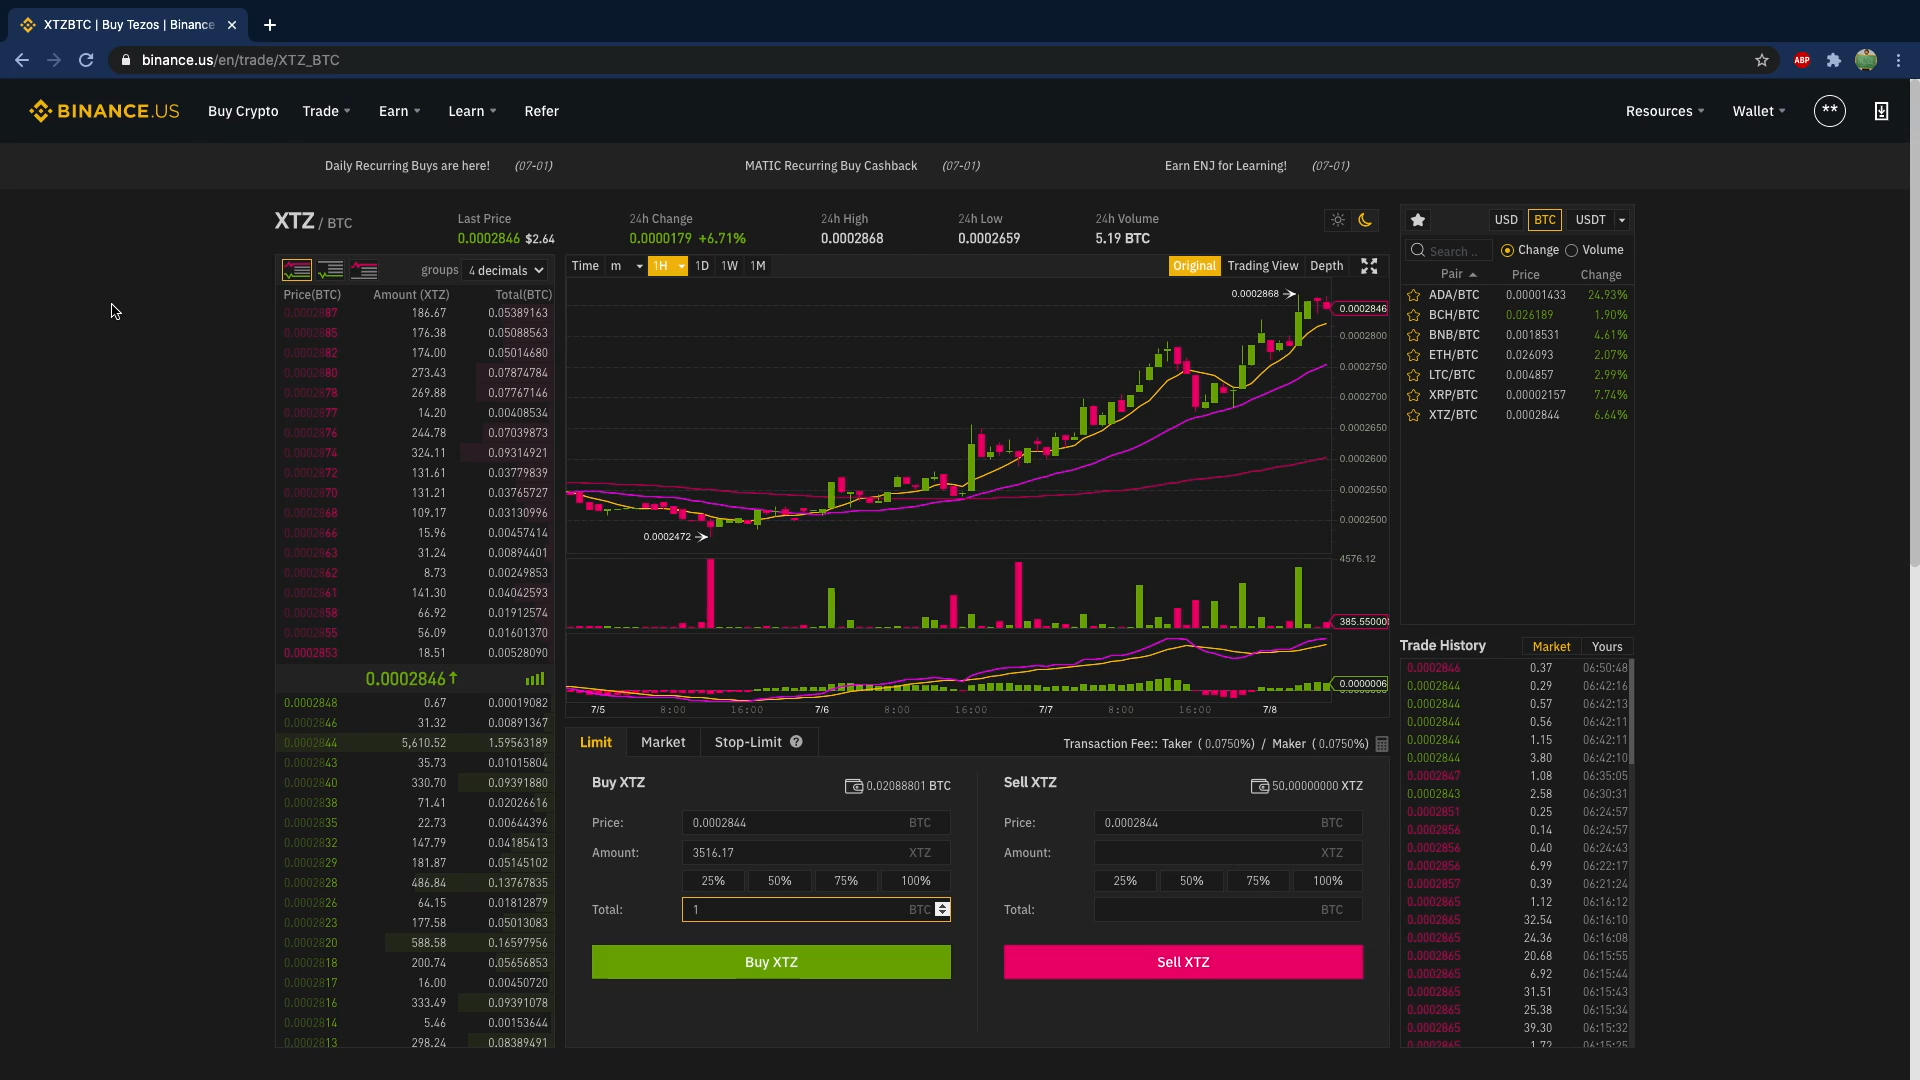 XTZBTC | Buy Tezos | Binance
binance.us/en/trade/XTZ_BTC
ABP
BINANCE.US Buy Crypto Trade Earn Learn Refer Resources Wallet **
Daily Recurring Buys are here! (07-01) MATIC Recurring Buy Cashback (07-01) Earn ENJ for Learning! (07-01)
XTZ / BTC
Last Price
0.0002846 $2.64
24h Change
0.0000179 +6.71%
24h High
0.0002868
24h Low
0.0002659
24h Volume
5.19 BTC
groups 4 decimals
Price(BTC) Amount (XTZ) Total(BTC)
0.0002887 186.67 0.05389163
0.0002885 176.38 0.05088563
0.0002882 174.00 0.05014680
0.0002880 273.43 0.07874784
0.0002878 269.88 0.07767146
0.0002877 14.20 0.00408534
0.0002876 244.78 0.07039873
0.0002874 324.11 0.09314921
0.0002872 131.61 0.03779839
0.0002870 131.21 0.03765727
0.0002868 109.17 0.03130996
0.0002866 15.96 0.00457414
0.0002863 31.24 0.00894401
0.0002862 8.73 0.00249853
0.0002861 141.30 0.04042593
0.0002858 66.92 0.01912574
0.0002855 56.09 0.01601370
0.0002853 18.51 0.00528090
0.0002846
0.0002848 0.67 0.00019082
0.0002846 31.32 0.00891367
0.0002844 5,610.52 1.59563189
0.0002843 35.73 0.01015804
0.0002840 330.70 0.09391880
0.0002838 71.41 0.02026616
0.0002835 22.73 0.00644396
0.0002832 147.79 0.04185413
0.0002829 181.87 0.05145102
0.0002828 486.84 0.13767835
0.0002826 64.15 0.01812879
0.0002823 177.58 0.05013083
0.0002820 588.58 0.16597956
0.0002818 200.74 0.05656853
0.0002817 16.00 0.00450720
0.0002816 333.49 0.09391078
0.0002814 5.46 0.00153644
0.0002813 298.24 0.08389491
Time m 1H 1D 1W 1M Original Trading View Depth
0.0002868
0.0002846
0.0002800
0.0002750
0.0002700
0.0002650
0.0002600
0.0002550
0.0002500
0.0002472
4576.12
385.55000
0.0000006
7/5 8:00 16:00 7/6 8:00 16:00 7/7 8:00 16:00 7/8
Limit Market Stop-Limit ?
Transaction Fee:: Taker ( 0.0750%) / Maker ( 0.0750%)
Buy XTZ 0.02088801 BTC
Price: 0.0002844 BTC
Amount: 3516.17 XTZ
25% 50% 75% 100%
Total: 1 BTC
Buy XTZ
Sell XTZ 50.00000000 XTZ
Price: 0.0002844 BTC
Amount: XTZ
25% 50% 75% 100%
Total: BTC
Sell XTZ
USD BTC USDT
Search .. Change Volume
Pair Price Change
ADA/BTC 0.00001433 24.93%
BCH/BTC 0.026189 1.90%
BNB/BTC 0.0018531 4.61%
ETH/BTC 0.026093 2.07%
LTC/BTC 0.004857 2.99%
XRP/BTC 0.00002157 7.74%
XTZ/BTC 0.0002844 6.64%
Trade History Market Yours
0.0002846 0.37 06:50:48
0.0002844 0.29 06:42:16
0.0002844 0.57 06:42:13
0.0002844 0.56 06:42:11
0.0002844 1.15 06:42:11
0.0002844 3.80 06:42:10
0.0002847 1.08 06:35:05
0.0002843 2.58 06:30:31
0.0002851 0.25 06:24:57
0.0002856 0.14 06:24:57
0.0002856 0.40 06:24:43
0.0002856 6.99 06:22:17
0.0002857 0.39 06:21:24
0.0002865 1.12 06:16:12
0.0002865 32.54 06:16:10
0.0002865 24.36 06:16:08
0.0002865 20.68 06:15:55
0.0002865 6.92 06:15:44
0.0002865 31.51 06:15:43
0.0002865 25.38 06:15:34
0.0002865 39.30 06:15:32
0.0002865 1.72 06:15:25